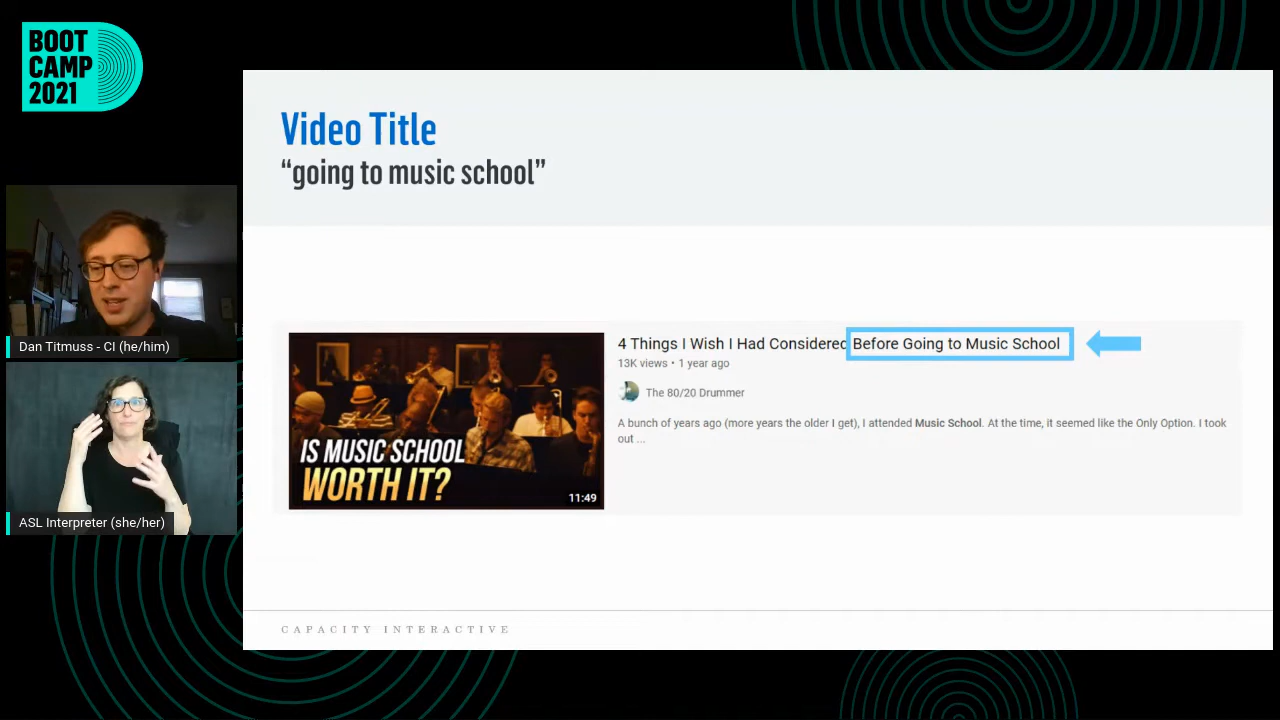 BOOT
CAMP
2021
Video Title
“going to music school”
Dan Titmuss - CI (he/him)
ASL Interpreter (she/her)
IS MUSIC SCHOOL
WORTH IT?
11:49
4 Things I Wish I Had Considered Before Going to Music School
13K views • 1 year ago
The 80/20 Drummer
A bunch of years ago (more years the older I get), I attended Music School. At the time, it seemed like the Only Option. I took
out ...
CAPACITY INTERACTIVE